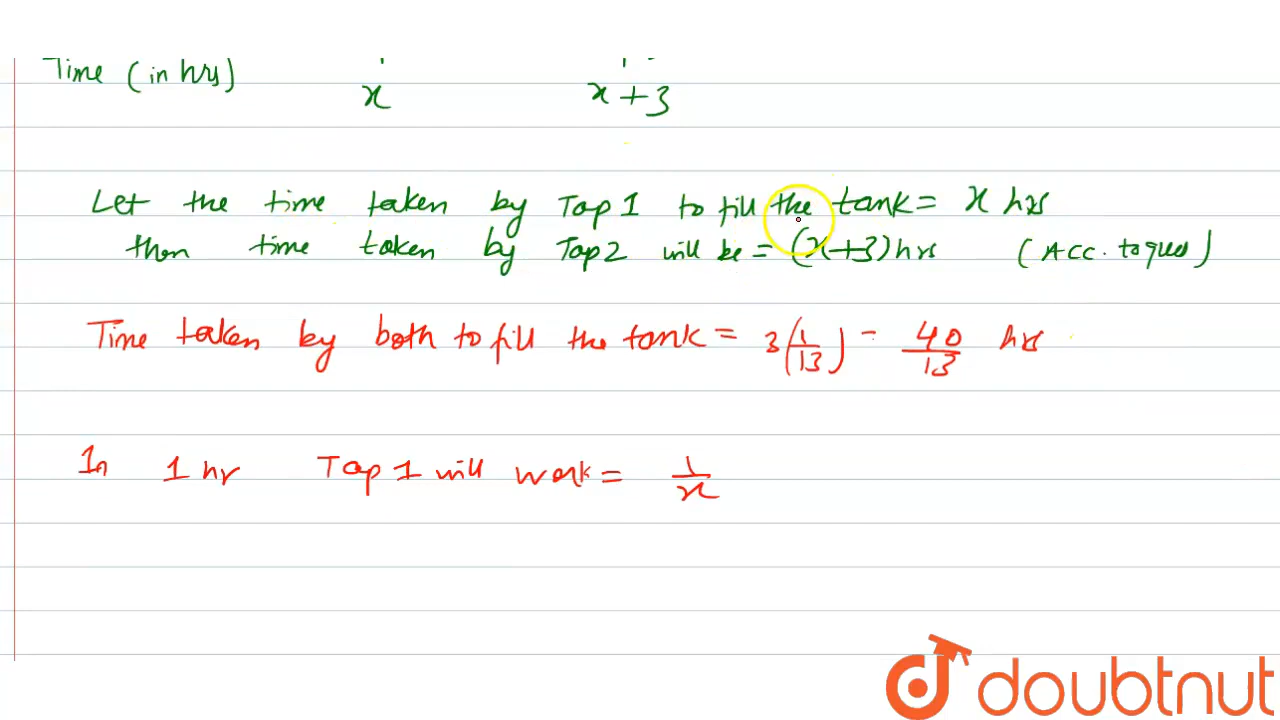 Time (in hrs)
x x + 3
Let the time taken by Tap 1 to fill the tank = x hrs
then time taken by Tap 2 will be = (x+3) hrs (Acc. to ques)
Time taken by both to fill the tank = 3(1/13) = 40/13 hrs
In 1 hr Tap 1 will work = 1/x
doubtnut